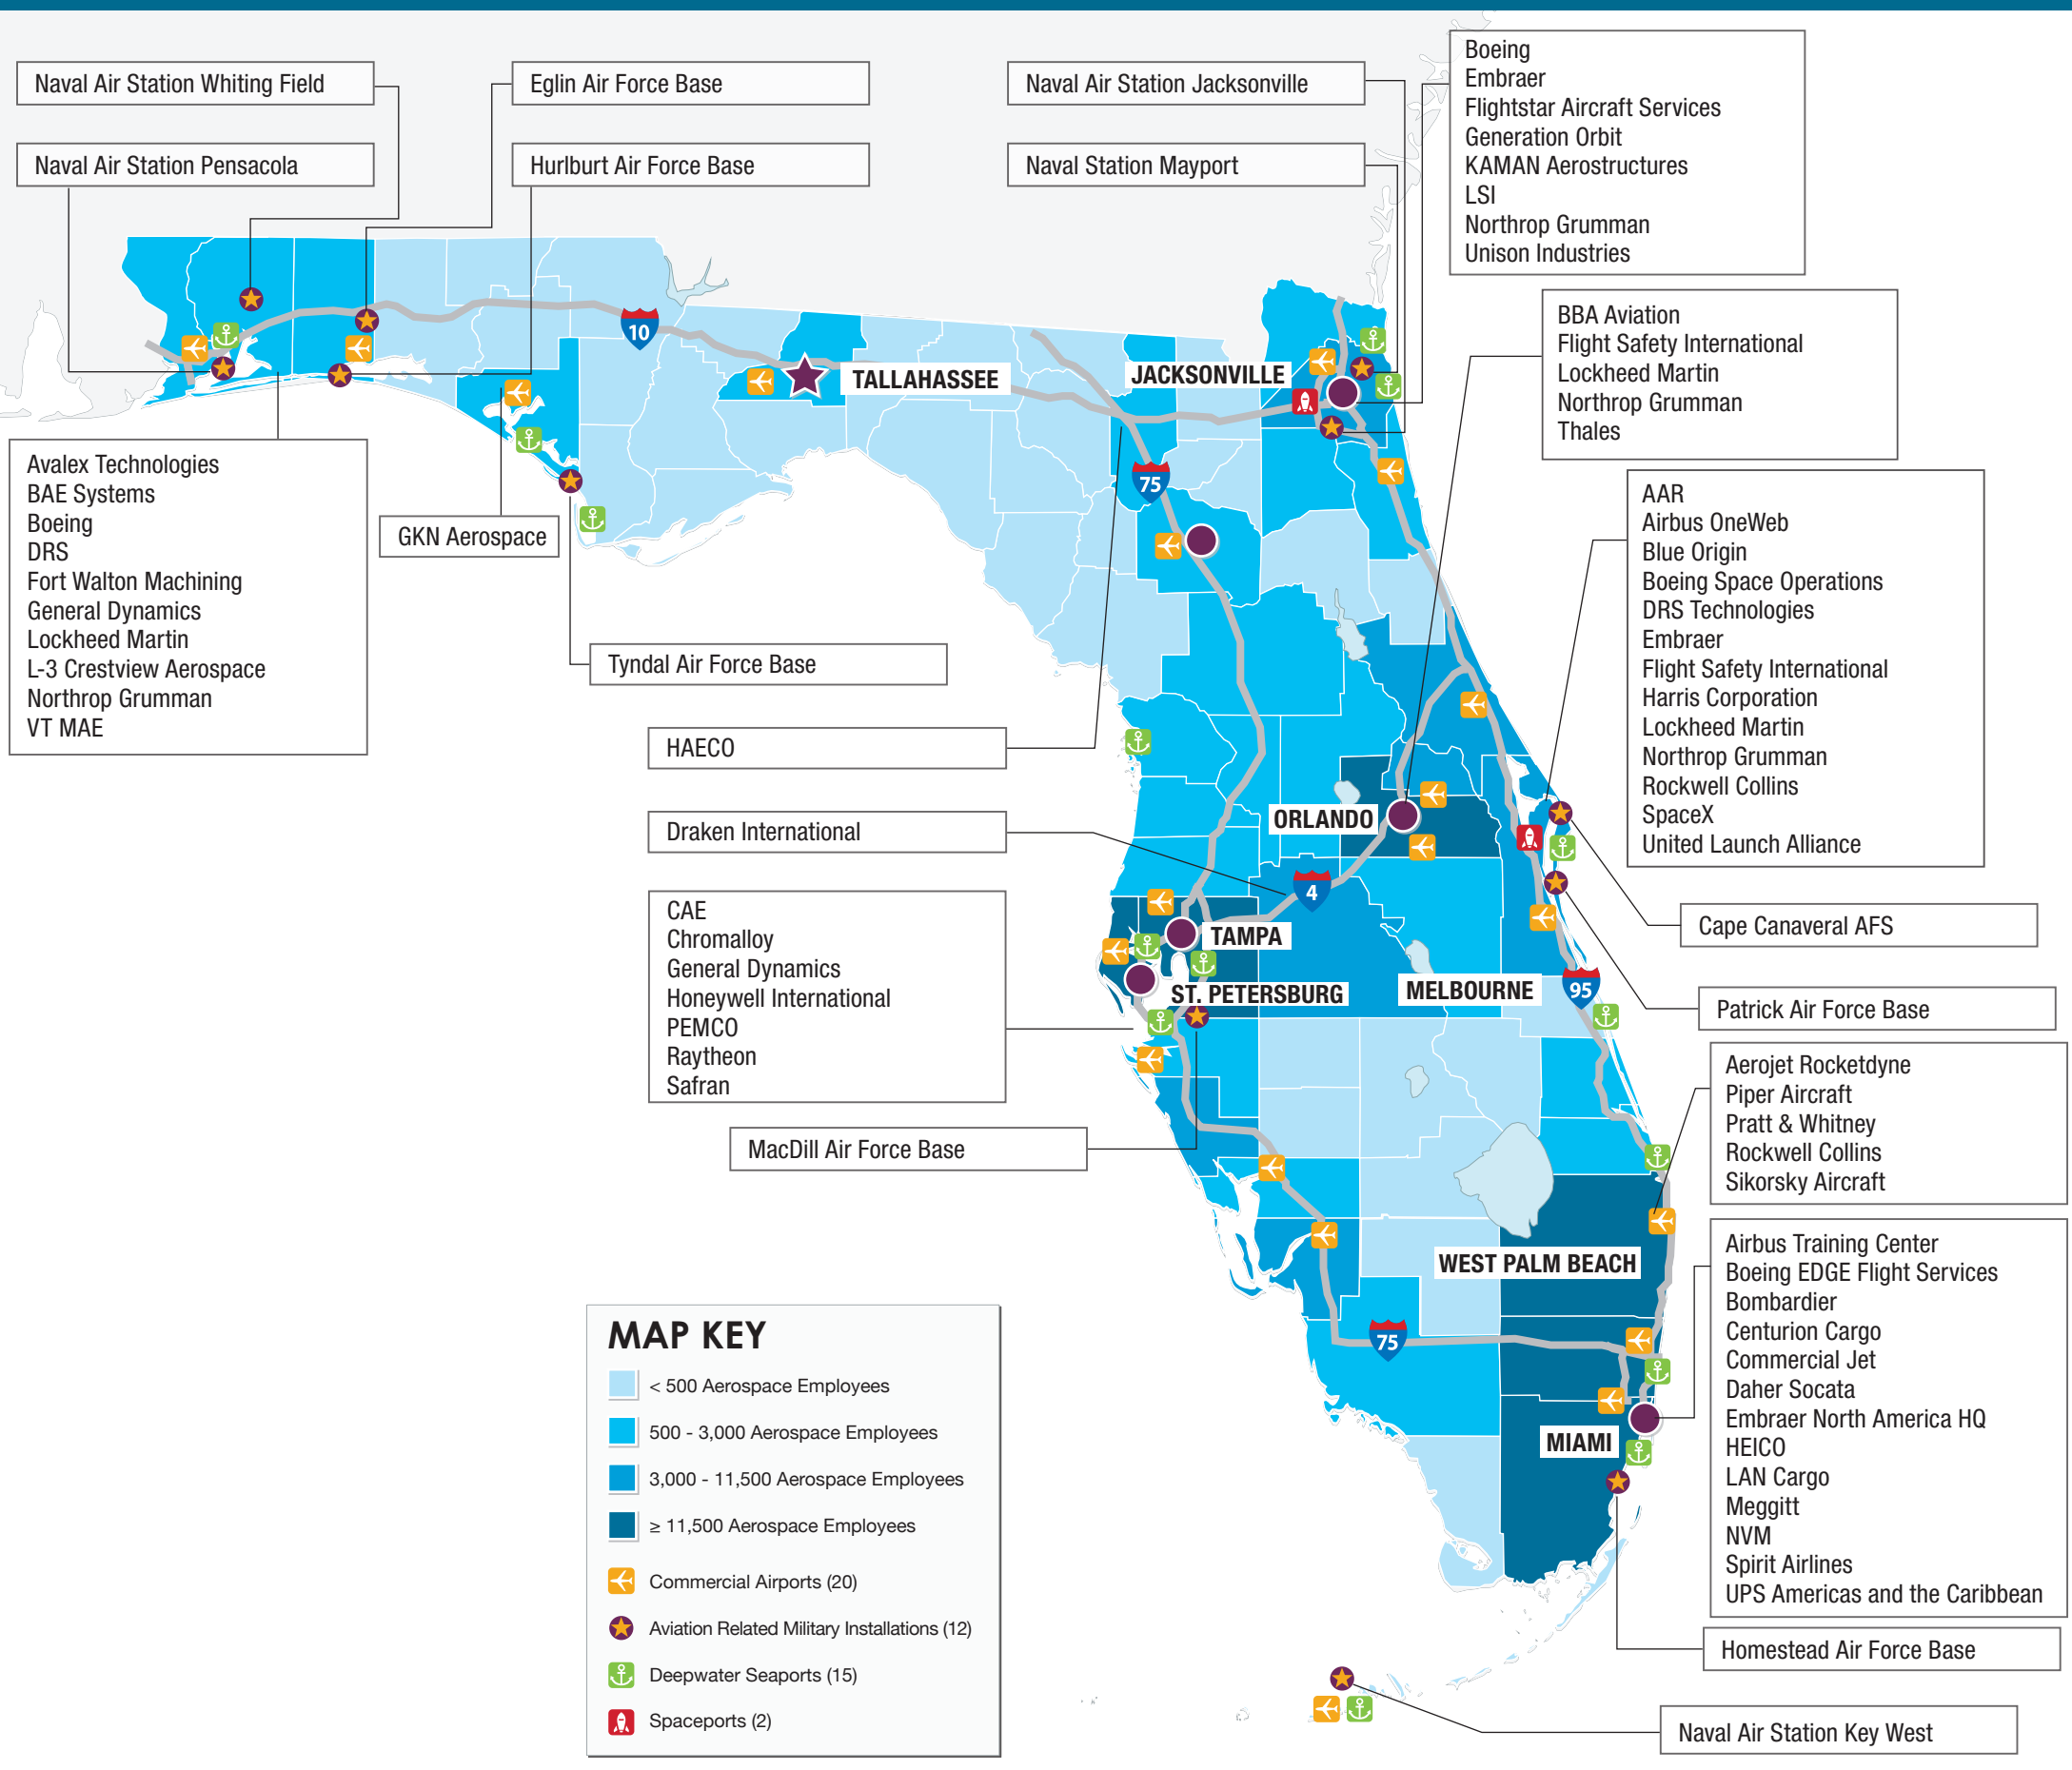 Naval Air Station Whiting Field
Eglin Air Force Base
Naval Air Station Jacksonville
Naval Air Station Pensacola
Hurlburt Air Force Base
Naval Station Mayport
Boeing
Embraer
Flightstar Aircraft Services
Generation Orbit
KAMAN Aerostructures
LSI
Northrop Grumman
Unison Industries
BBA Aviation
Flight Safety International
Lockheed Martin
Northrop Grumman
Thales
10
TALLAHASSEE
JACKSONVILLE
75
Avalex Technologies
BAE Systems
Boeing
DRS
Fort Walton Machining
General Dynamics
Lockheed Martin
L-3 Crestview Aerospace
Northrop Grumman
VT MAE
GKN Aerospace
Tyndal Air Force Base
AAR
Airbus OneWeb
Blue Origin
Boeing Space Operations
DRS Technologies
Embraer
Flight Safety International
Harris Corporation
Lockheed Martin
Northrop Grumman
Rockwell Collins
SpaceX
United Launch Alliance
HAECO
Draken International
ORLANDO
4
CAE
Chromalloy
General Dynamics
Honeywell International
PEMCO
Raytheon
Safran
TAMPA
ST. PETERSBURG
MELBOURNE
95
Cape Canaveral AFS
Patrick Air Force Base
MacDill Air Force Base
Aerojet Rocketdyne
Piper Aircraft
Pratt & Whitney
Rockwell Collins
Sikorsky Aircraft
WEST PALM BEACH
75
MIAMI
Airbus Training Center
Boeing EDGE Flight Services
Bombardier
Centurion Cargo
Commercial Jet
Daher Socata
Embraer North America HQ
HEICO
LAN Cargo
Meggitt
NVM
Spirit Airlines
UPS Americas and the Caribbean
Homestead Air Force Base
Naval Air Station Key West
MAP KEY
< 500 Aerospace Employees
500 - 3,000 Aerospace Employees
3,000 - 11,500 Aerospace Employees
≥ 11,500 Aerospace Employees
Commercial Airports (20)
Aviation Related Military Installations (12)
Deepwater Seaports (15)
Spaceports (2)